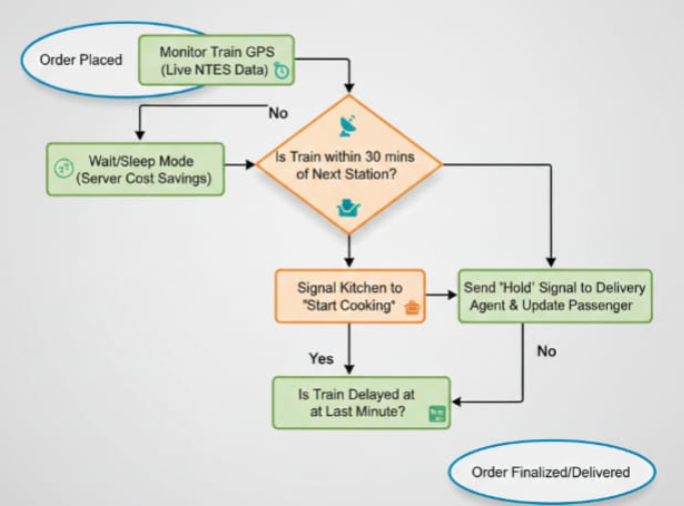 Order Placed
Monitor Train GPS
(Live NTES Data)
No
Is Train within 30 mins
of Next Station?
Wait/Sleep Mode
(Server Cost Savings)
Signal Kitchen to
"Start Cooking"
Send 'Hold' Signal to Delivery
Agent & Update Passenger
Yes
No
Is Train Delayed at
at Last Minute?
Order Finalized/Delivered